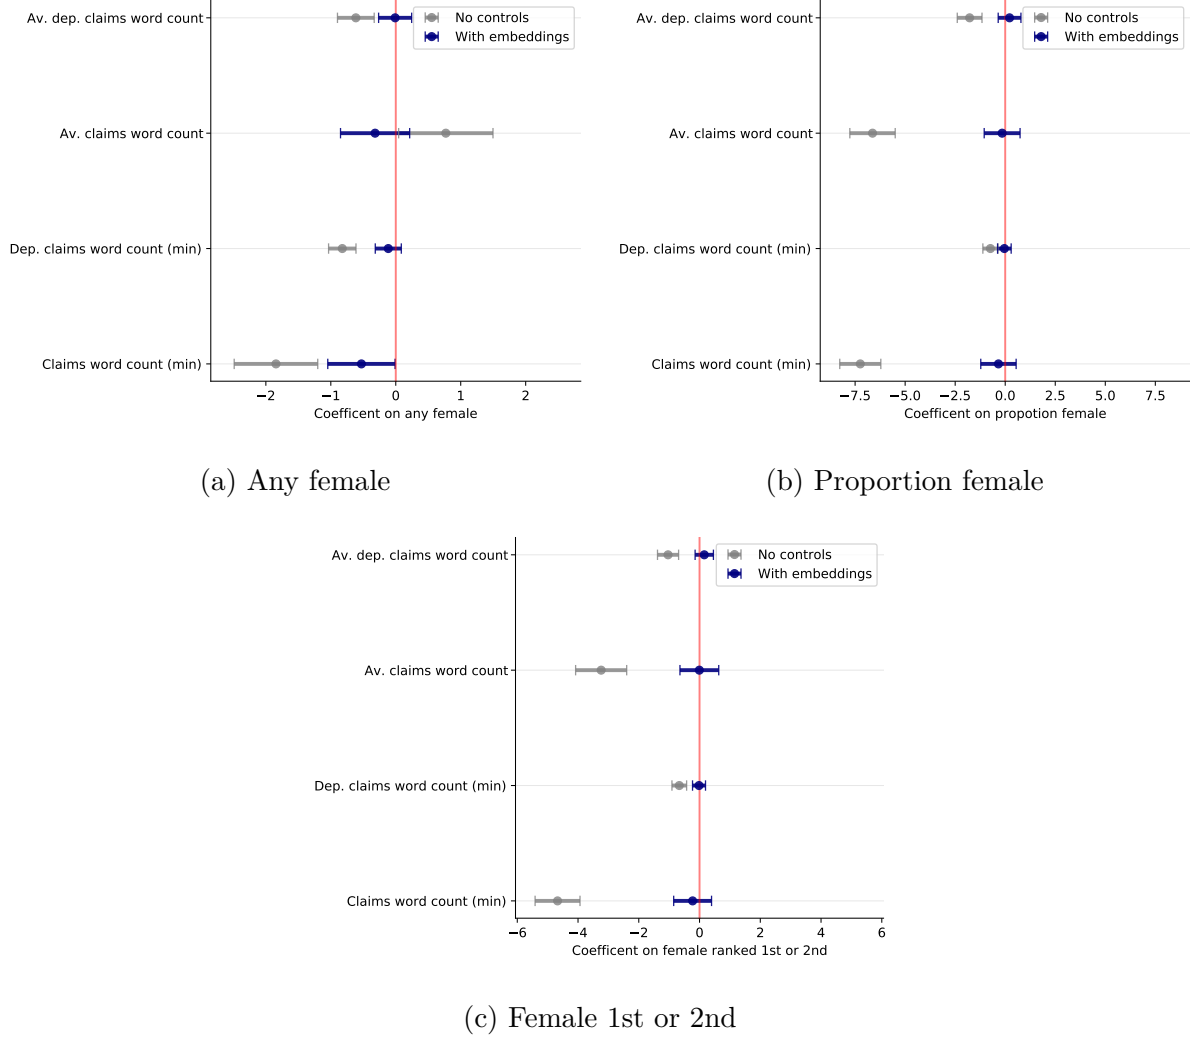 Av. dep. claims word count
Av. claims word count
Dep. claims word count (min)
Claims word count (min)
No controls
With embeddings
−2 −1 0 1 2
Coefficent on any female
(a) Any female
Av. dep. claims word count
Av. claims word count
Dep. claims word count (min)
Claims word count (min)
No controls
With embeddings
−7.5 −5.0 −2.5 0.0 2.5 5.0 7.5
Coefficent on propotion female
(b) Proportion female
Av. dep. claims word count
Av. claims word count
Dep. claims word count (min)
Claims word count (min)
No controls
With embeddings
−6 −4 −2 0 2 4 6
Coefficent on female ranked 1st or 2nd
(c) Female 1st or 2nd